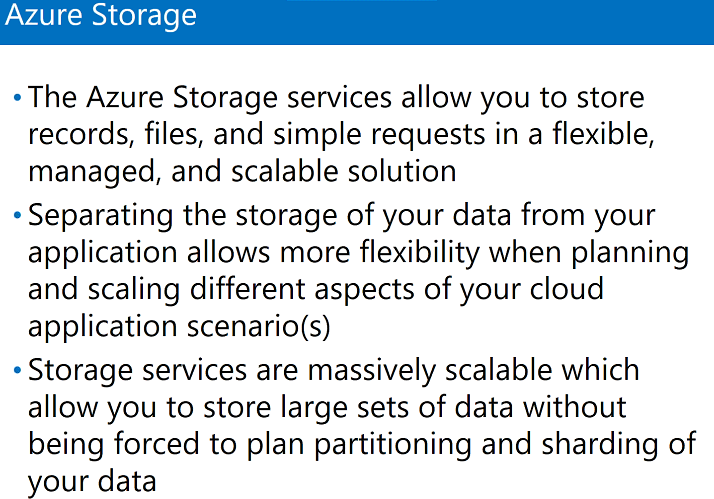 Azure Storage
• The Azure Storage services allow you to store
records, files, and simple requests in a flexible,
managed, and scalable solution
• Separating the storage of your data from your
application allows more flexibility when planning
and scaling different aspects of your cloud
application scenario(s)
• Storage services are massively scalable which
allow you to store large sets of data without
being forced to plan partitioning and sharding of
your data